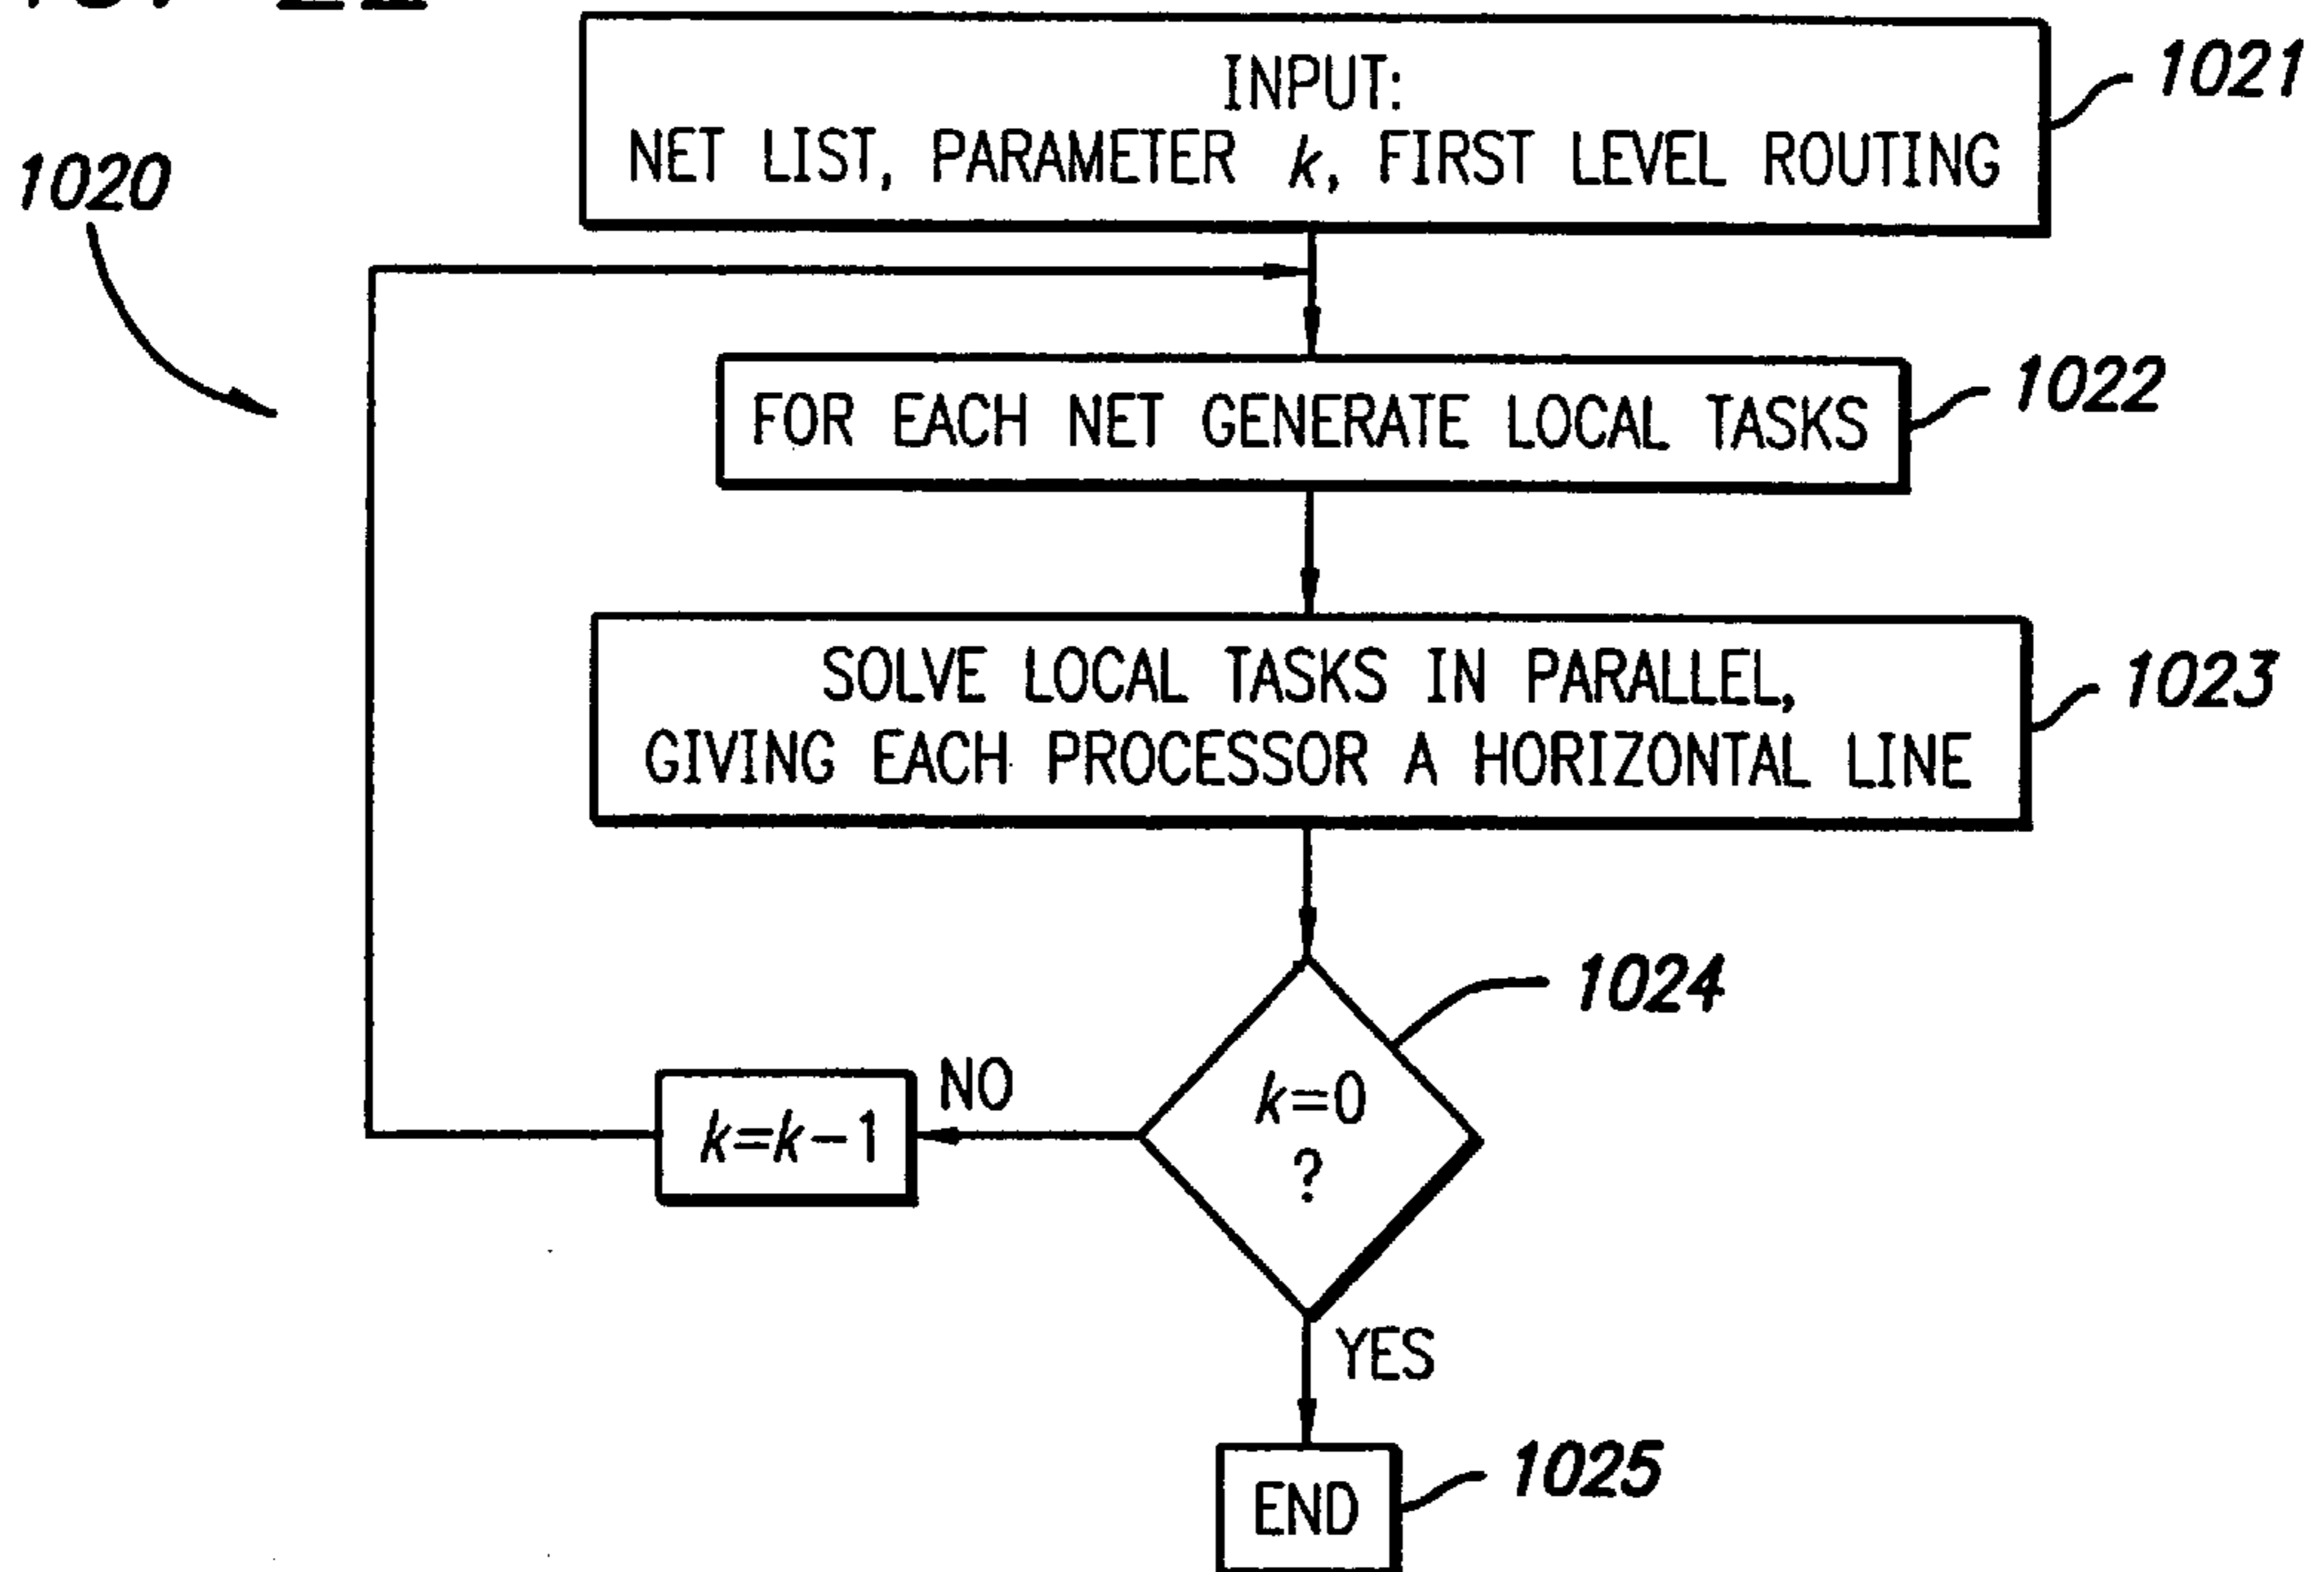 1020
INPUT:
NET LIST, PARAMETER k, FIRST LEVEL ROUTING
1021
FOR EACH NET GENERATE LOCAL TASKS
1022
SOLVE LOCAL TASKS IN PARALLEL,
GIVING EACH PROCESSOR A HORIZONTAL LINE
1023
k=0
?
1024
NO
k=k-1
YES
END
1025